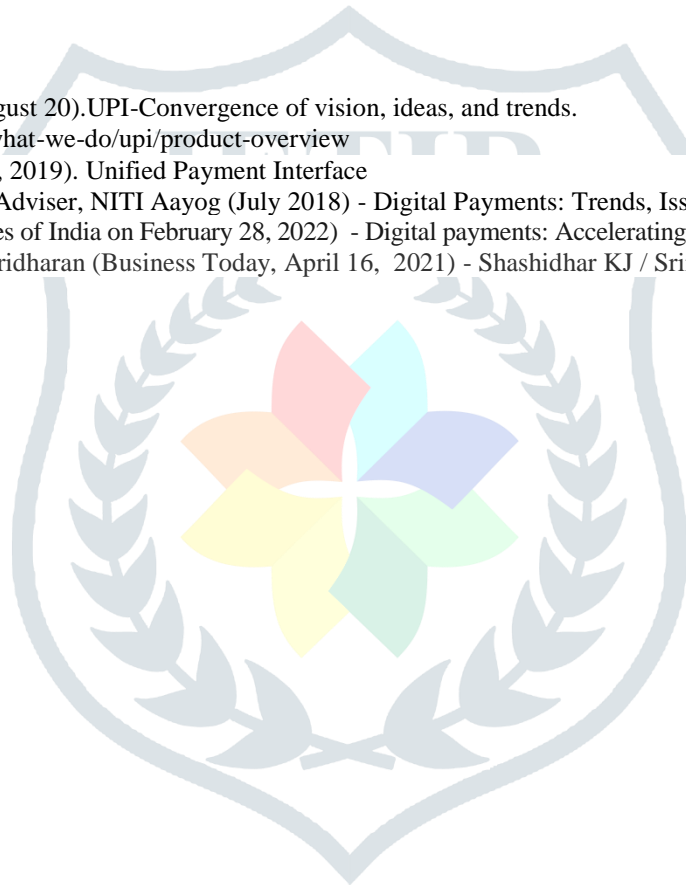 gust 20).UPI-Convergence of vision, ideas, and trends.
what-we-do/upi/product-overview
, 2019). Unified Payment Interface
Adviser, NITI Aayog (July 2018) - Digital Payments: Trends, Iss
es of India on February 28, 2022) - Digital payments: Accelerating
ridharan (Business Today, April 16, 2021) - Shashidhar KJ / Sri